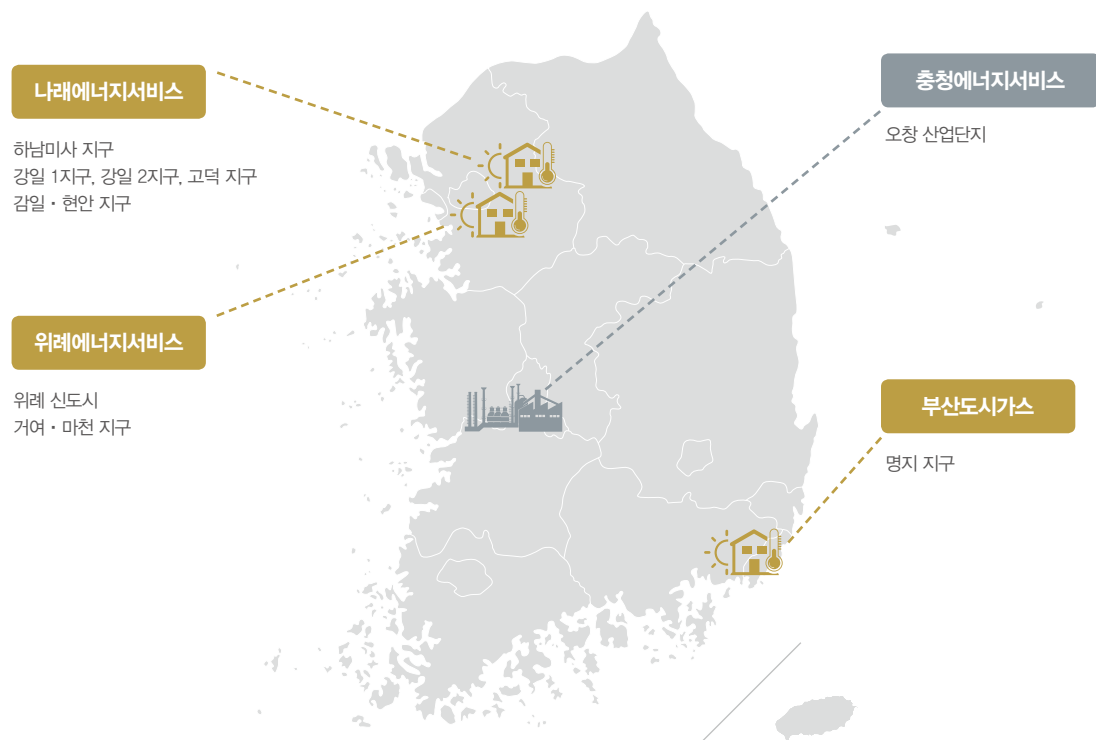 나래에너지서비스
하남미사 지구
강일 1지구, 강일 2지구, 고덕 지구
감일 · 현안 지구
위례에너지서비스
위례 신도시
거여 · 마천 지구
충청에너지서비스
오창 산업단지
부산도시가스
명지 지구